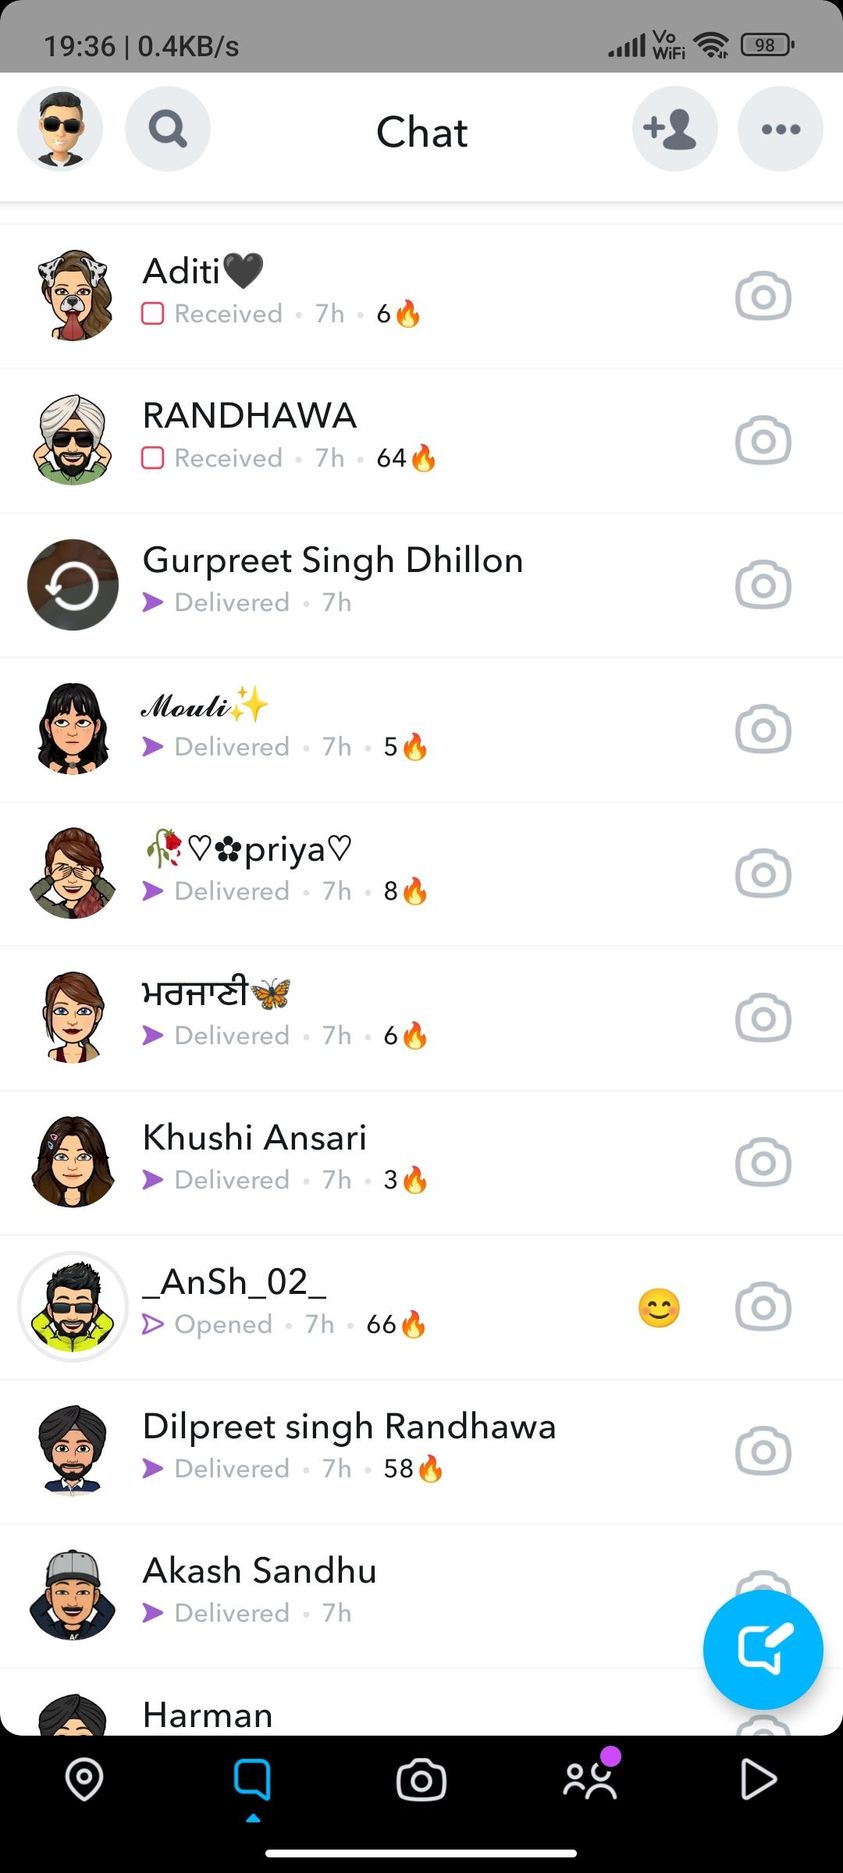 19:36 | 0.4KB/s Vo WiFi 98
Chat
Aditi🖤
Received • 7h • 6🔥
RANDHAWA
Received • 7h • 64🔥
Gurpreet Singh Dhillon
Delivered • 7h
𝓜𝓸𝓾𝓵𝓲✨
Delivered • 7h • 5🔥
🥀♡✿priya♡
Delivered • 7h • 8🔥
ਮਰਜਾਣੀ🦋
Delivered • 7h • 6🔥
Khushi Ansari
Delivered • 7h • 3🔥
_AnSh_02_
Opened • 7h • 66🔥 😊
Dilpreet singh Randhawa
Delivered • 7h • 58🔥
Akash Sandhu
Delivered • 7h
Harman